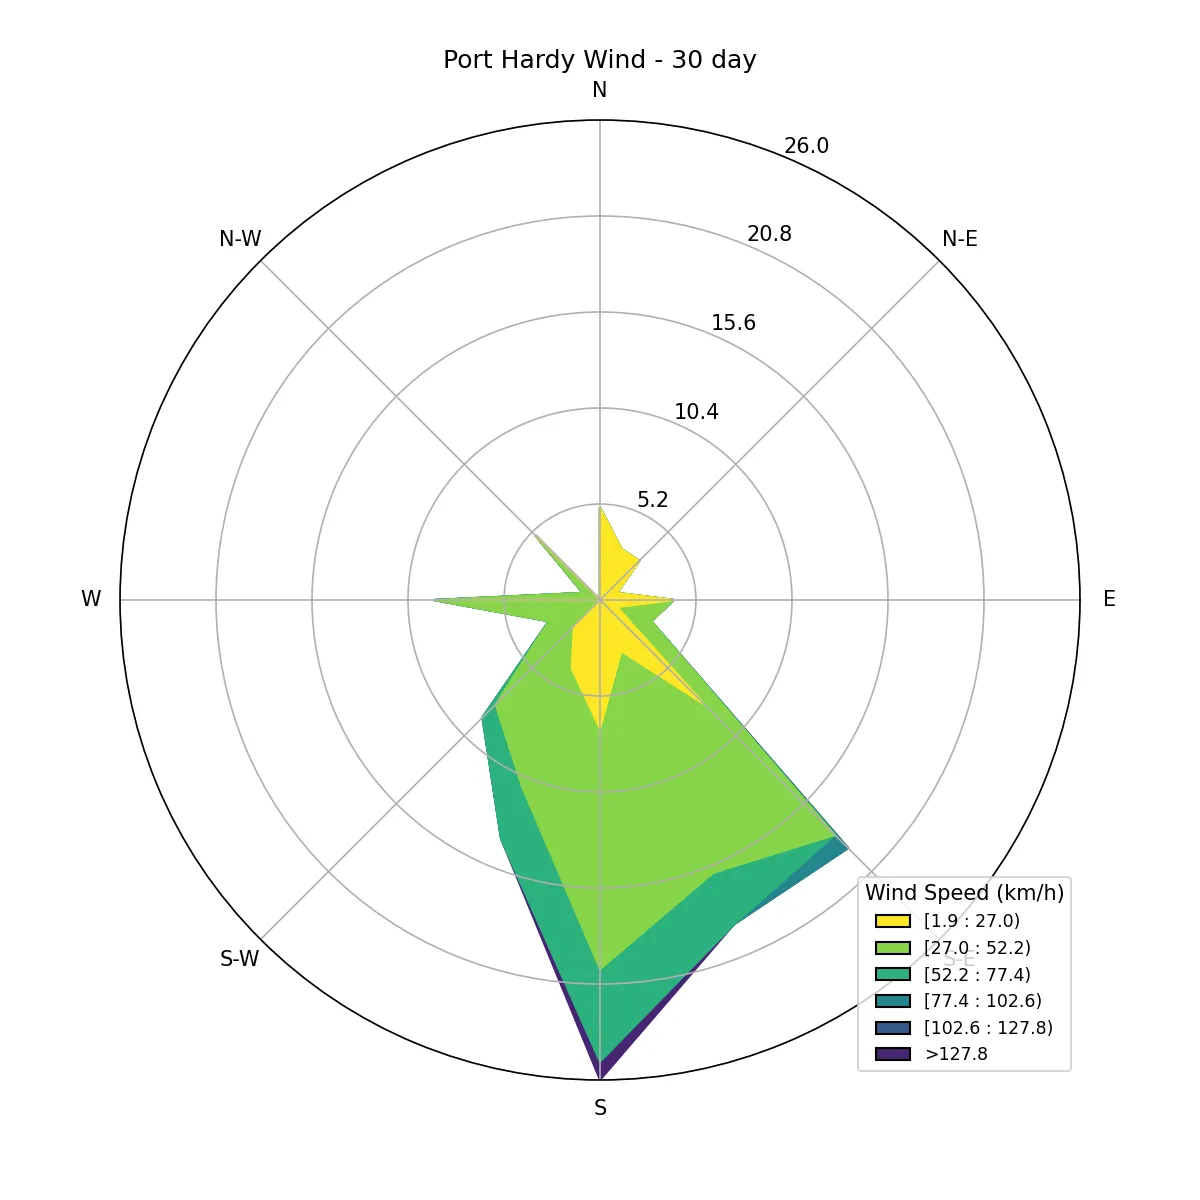 Port Hardy Wind - 30 day
N
26.0
N-W
N-E
20.8
15.6
10.4
5.2
W
E
Wind Speed (km/h)
[1.9 : 27.0)
[27.0 : 52.2)
S-W
S-E
[52.2 : 77.4)
[77.4 : 102.6)
[102.6 : 127.8)
>127.8
S